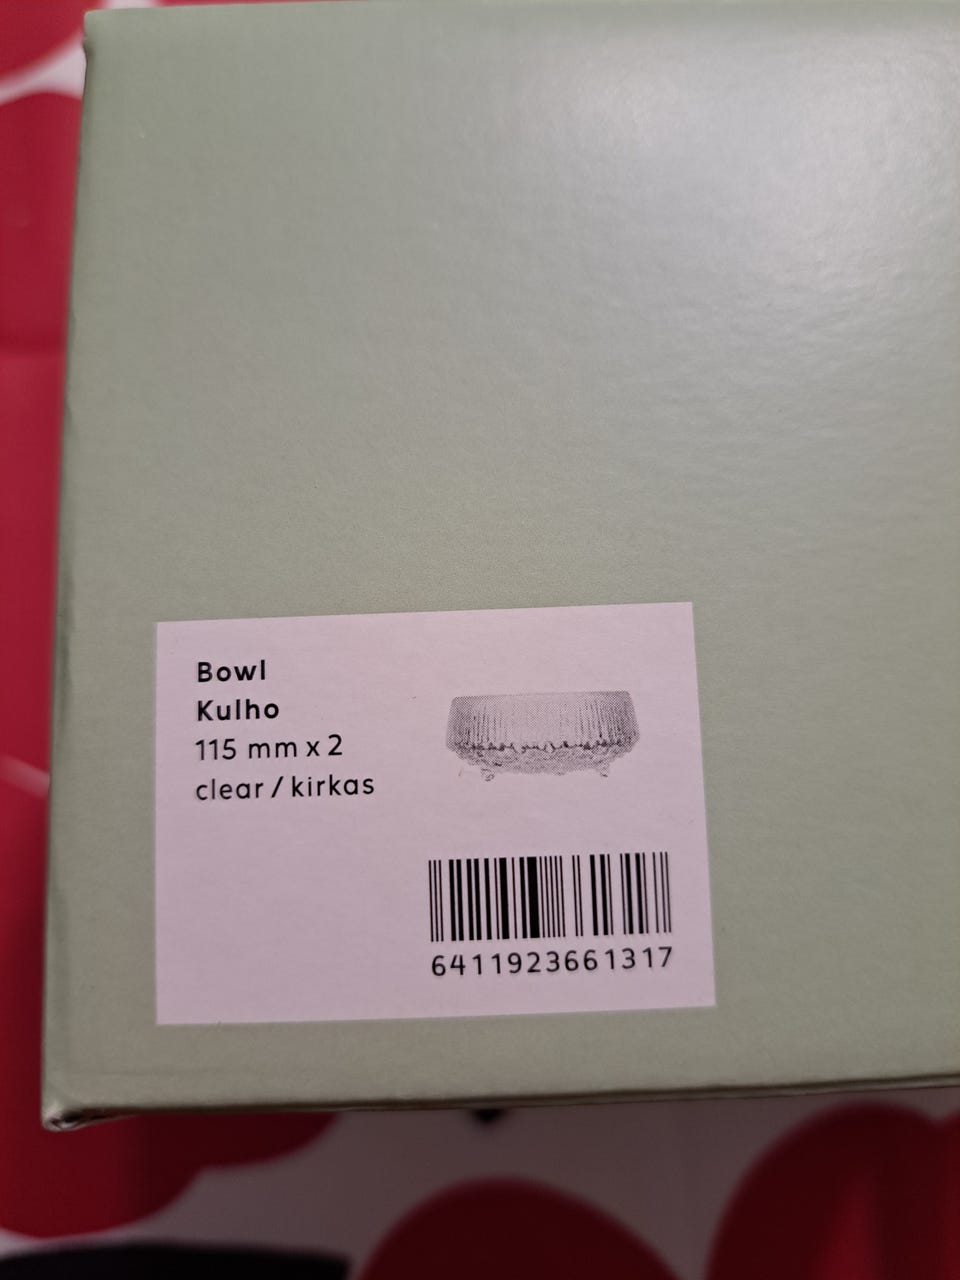 Bowl
Kulho
115 mm x 2
clear / kirkas
6411923661317